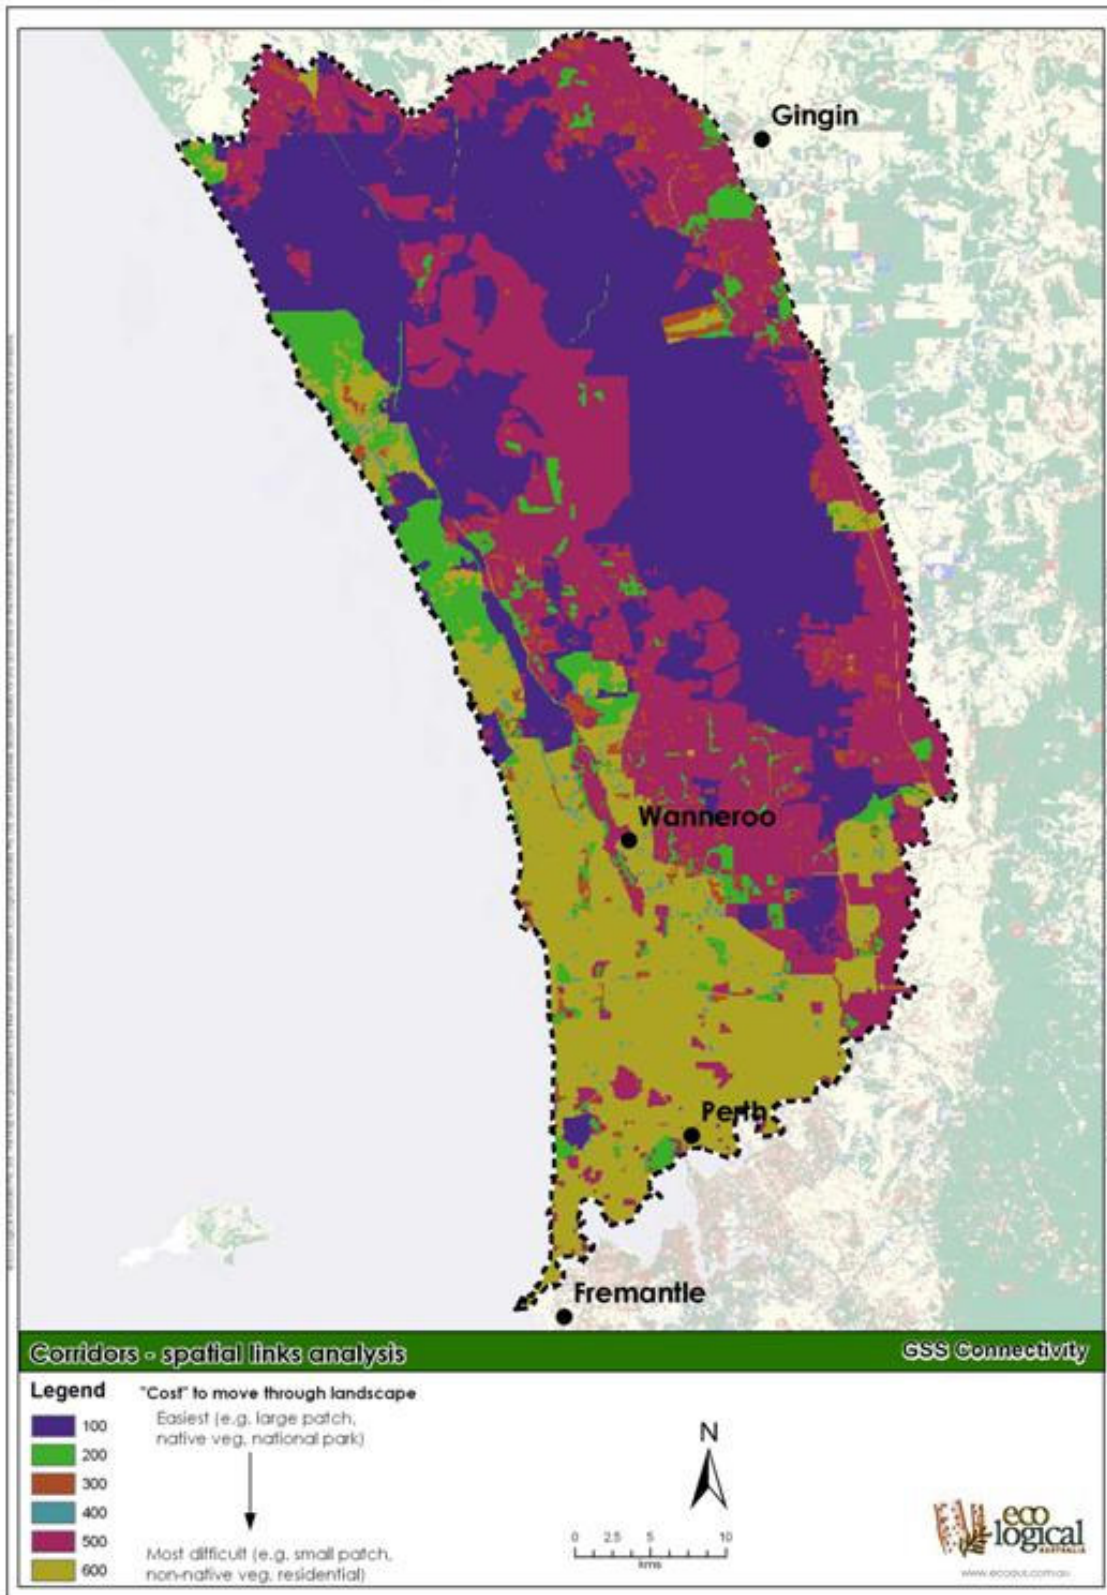 Gingin
Wanneroo
Perth
Fremantle
Corridors - spatial links analysis
GSS Connectivity
Legend
"Cost" to move through landscape
100
200
300
400
500
600
Easiest (e.g. large patch,
native veg, national park)
Most difficult (e.g. small patch,
non-native veg, residential)
N
0 2.5 5 10
kms
eco
logical
AUSTRALIA
www.ecoaus.com.au